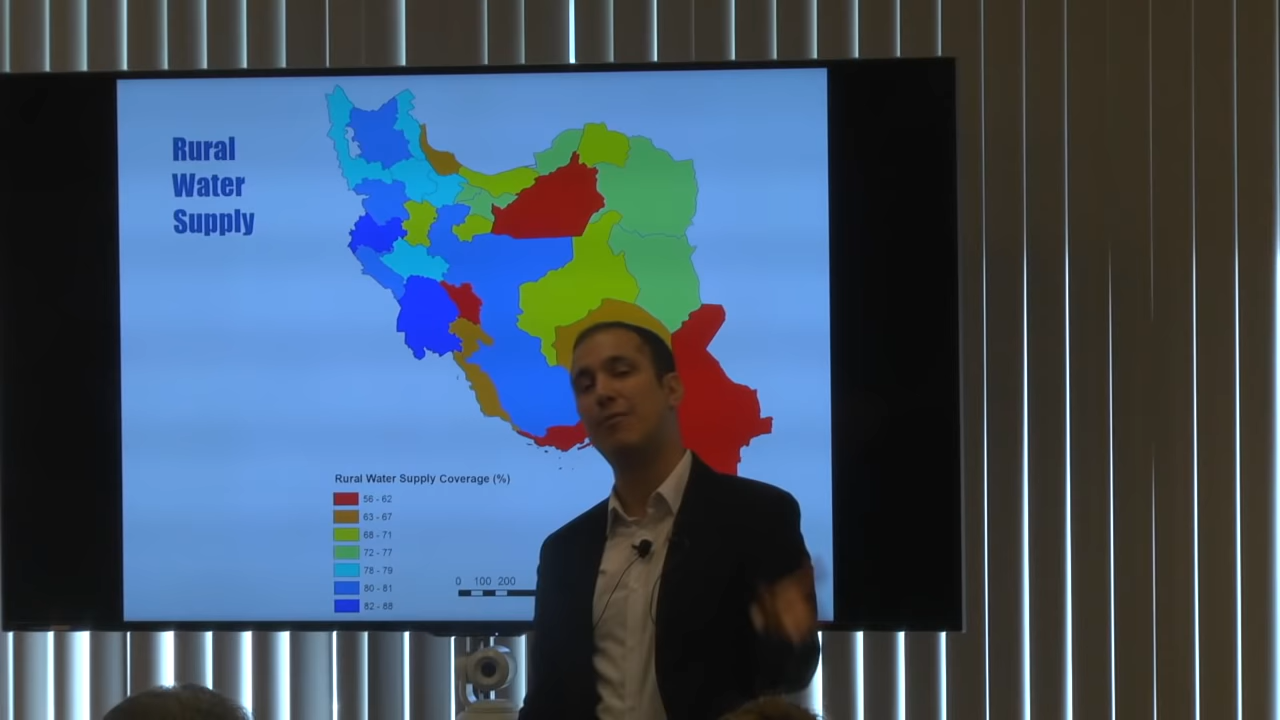 Rural
Water
Supply
Rural Water Supply Coverage (%)
56 - 62
63 - 67
68 - 71
72 - 77
78 - 79
80 - 81
82 - 88
0 100 200